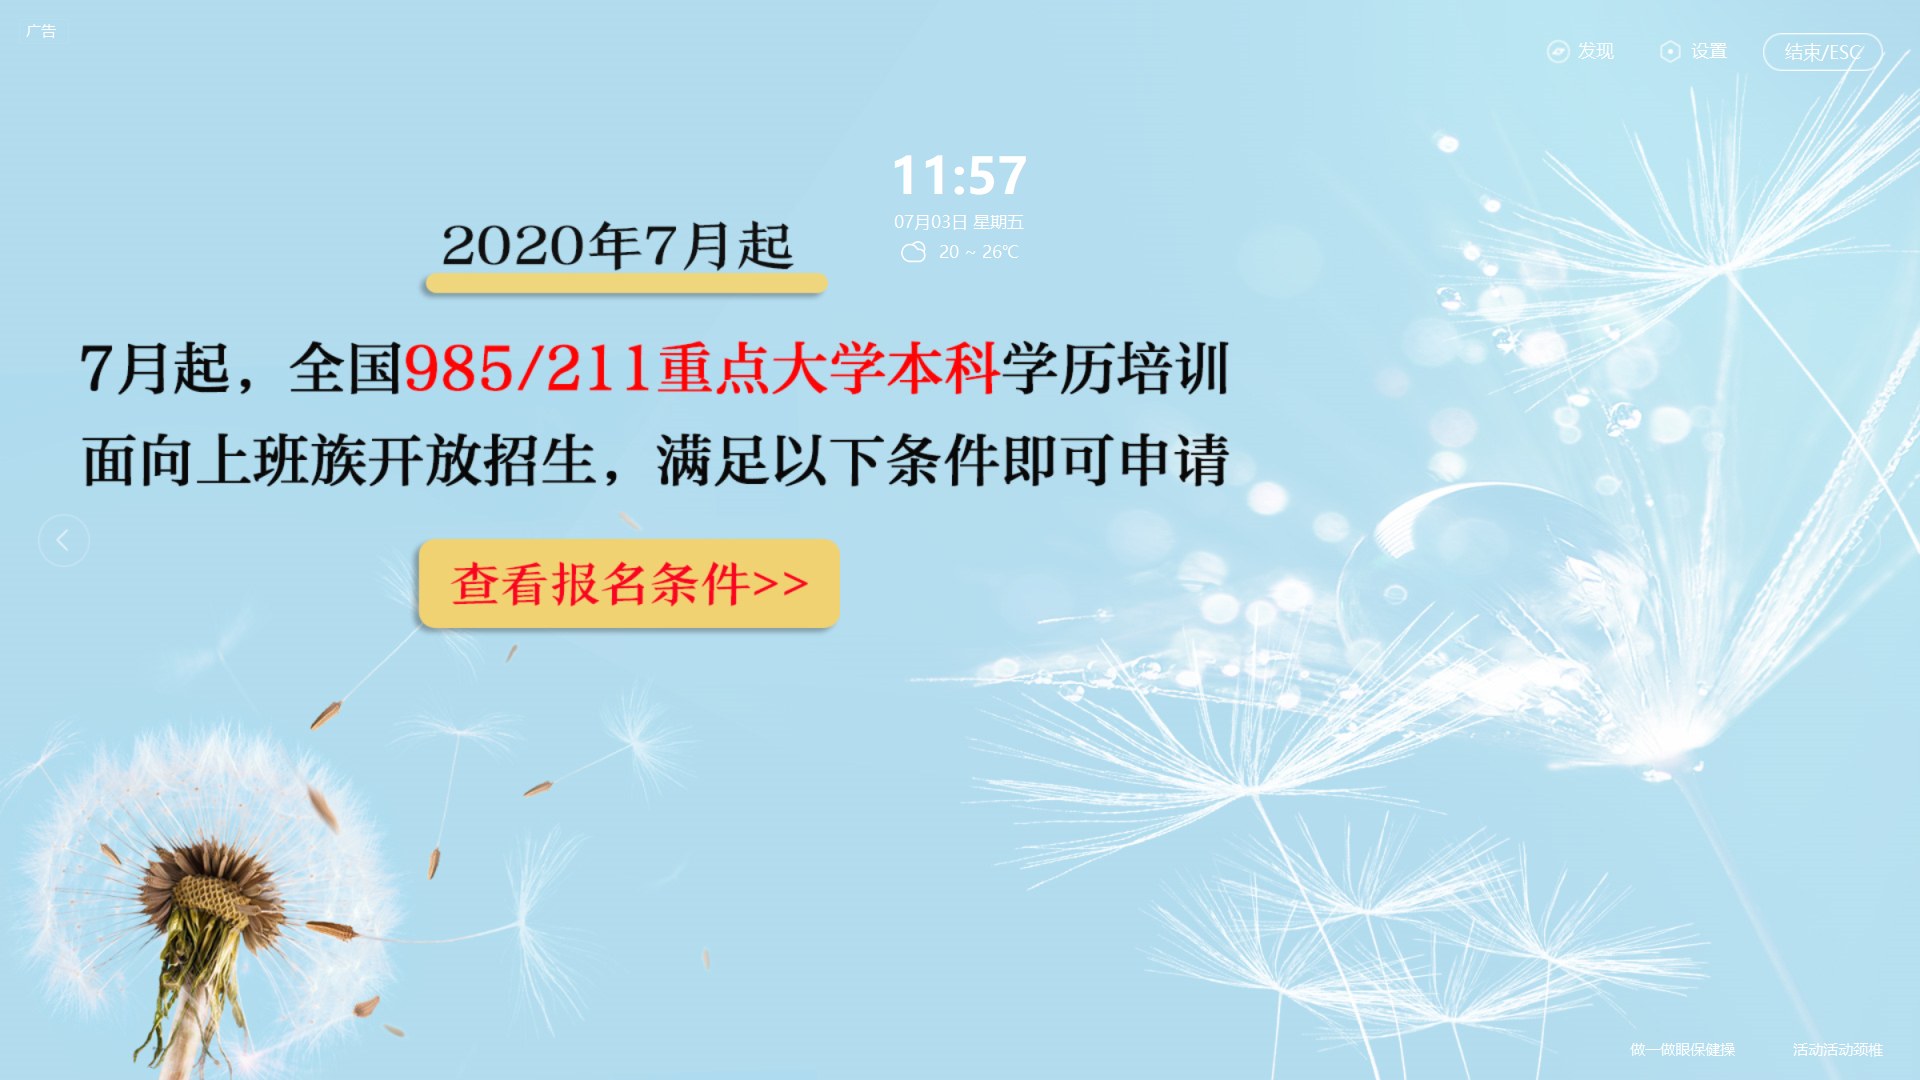 广告
发现
设置
结束/ESC
11:57
07月03日 星期五
20 ~ 26℃
2020年7月起
7月起，全国985/211重点大学本科学历培训
面向上班族开放招生，满足以下条件即可申请
查看报名条件>>
做一做眼保健操
活动活动颈椎